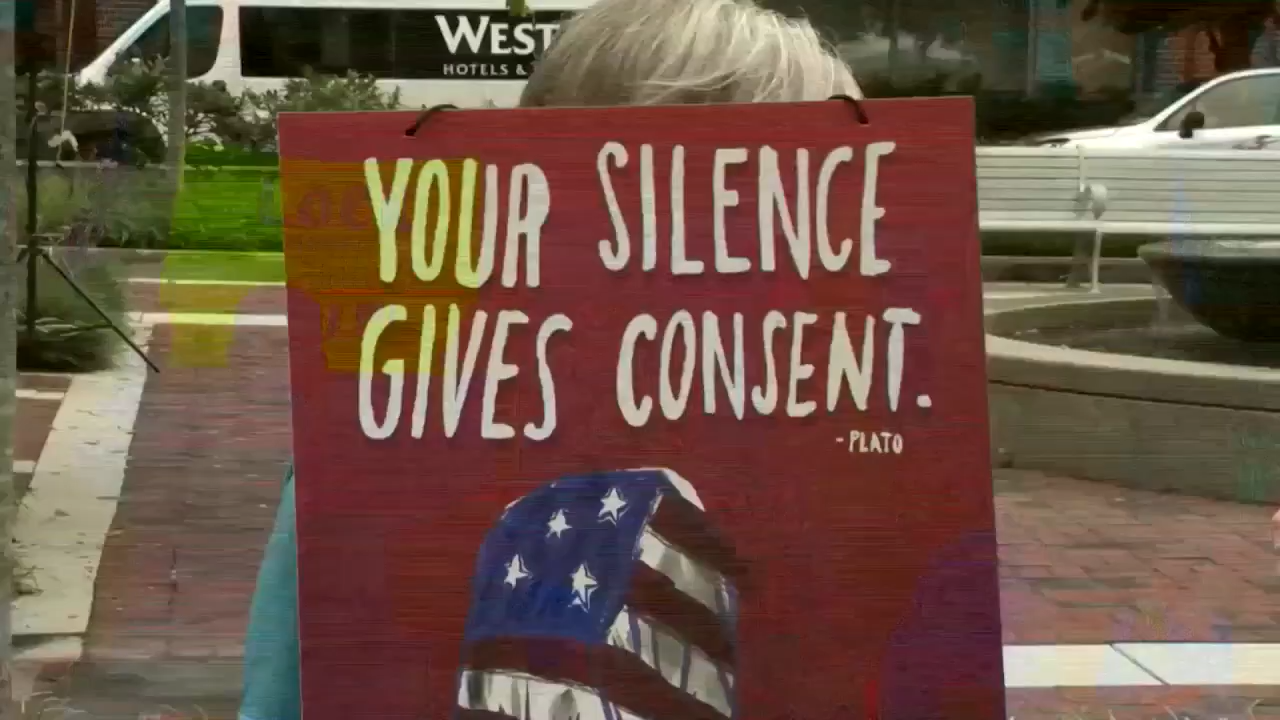 WEST
HOTELS &
YOUR SILENCE
GIVES CONSENT.
- PLATO